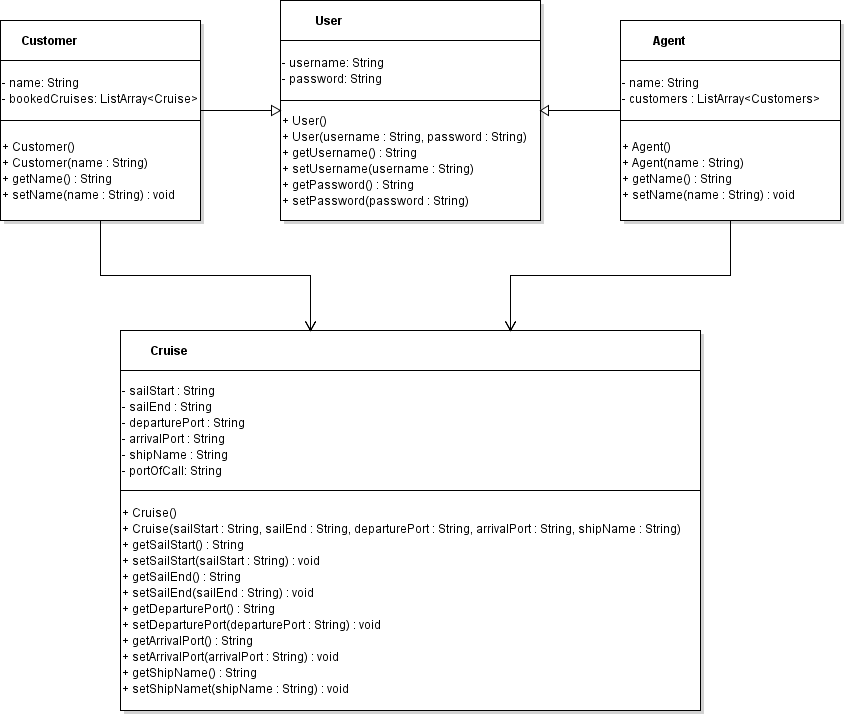 Customer
- name: String
- bookedCruises: ListArray<Cruise>
+ Customer()
+ Customer(name : String)
+ getName() : String
+ setName(name : String) : void
User
- username: String
- password: String
+ User()
+ User(username : String, password : String)
+ getUsername() : String
+ setUsername(username : String)
+ getPassword() : String
+ setPassword(password : String)
Agent
- name: String
- customers : ListArray<Customers>
+ Agent()
+ Agent(name : String)
+ getName() : String
+ setName(name : String) : void
Cruise
- sailStart : String
- sailEnd : String
- departurePort : String
- arrivalPort : String
- shipName : String
- portOfCall: String
+ Cruise()
+ Cruise(sailStart : String, sailEnd : String, departurePort : String, arrivalPort : String, shipName : String)
+ getSailStart() : String
+ setSailStart(sailStart : String) : void
+ getSailEnd() : String
+ setSailEnd(sailEnd : String) : void
+ getDeparturePort() : String
+ setDeparturePort(departurePort : String) : void
+ getArrivalPort() : String
+ setArrivalPort(arrivalPort : String) : void
+ getShipName() : String
+ setShipNamet(shipName : String) : void